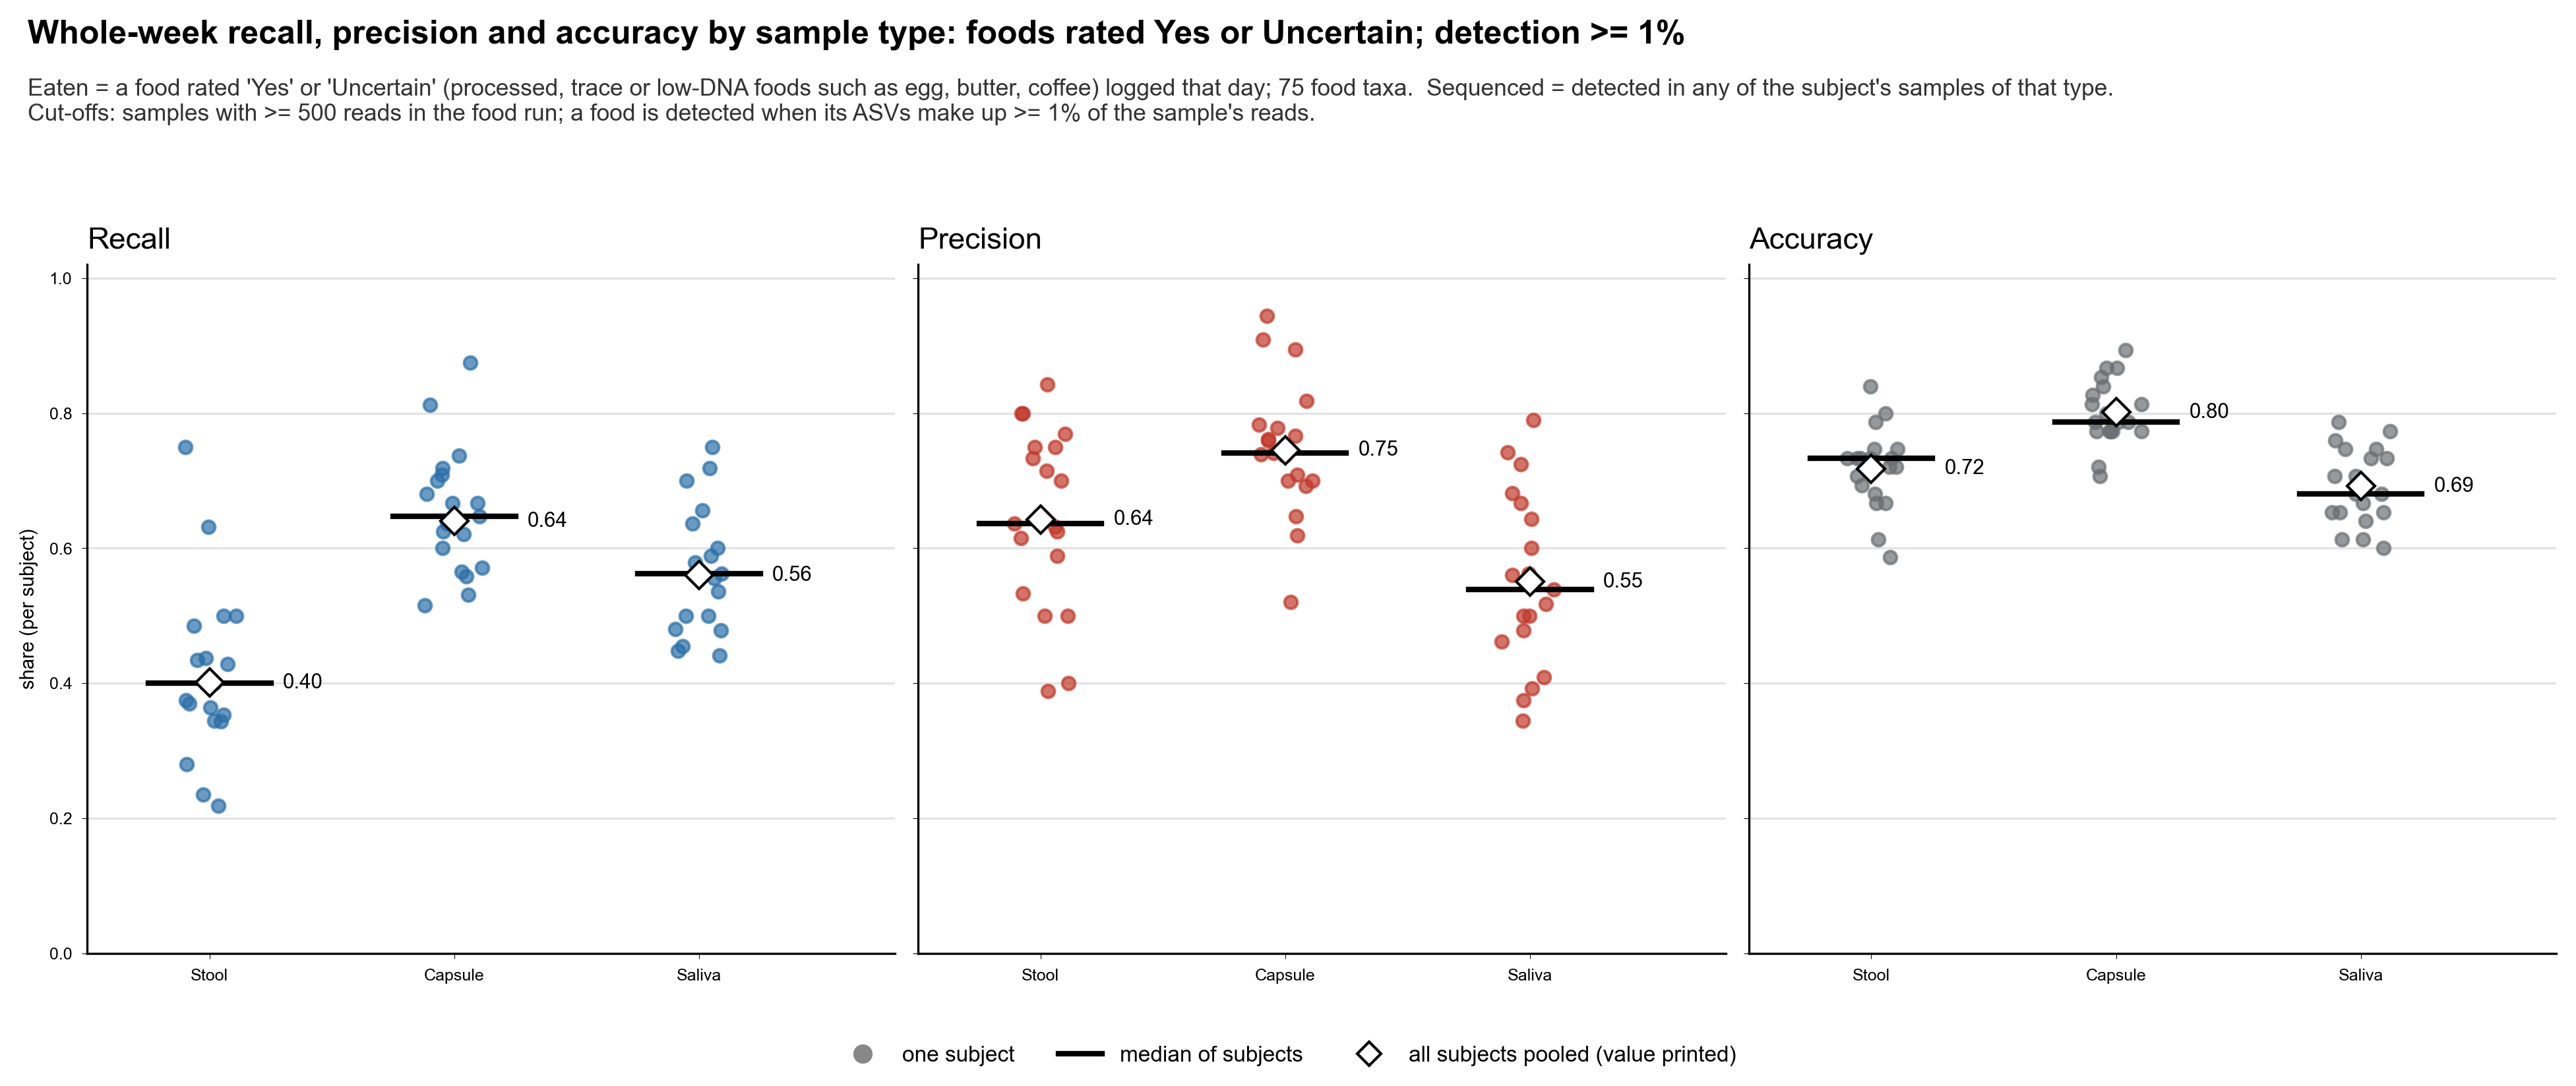 Whole-week recall, precision and accuracy by sample type: foods rated Yes or Uncertain; detection >= 1%
Eaten = a food rated 'Yes' or 'Uncertain' (processed, trace or low-DNA foods such as egg, butter, coffee) logged that day; 75 food taxa.  Sequenced = detected in any of the subject's samples of that type.
Cut-offs: samples with >= 500 reads in the food run; a food is detected when its ASVs make up >= 1% of the sample's reads.
Recall
Precision
Accuracy
share (per subject)
1.0
0.8
0.6
0.4
0.2
0.0
0.40
0.64
0.56
0.64
0.75
0.55
0.72
0.80
0.69
Stool
Capsule
Saliva
Stool
Capsule
Saliva
Stool
Capsule
Saliva
one subject
median of subjects
all subjects pooled (value printed)